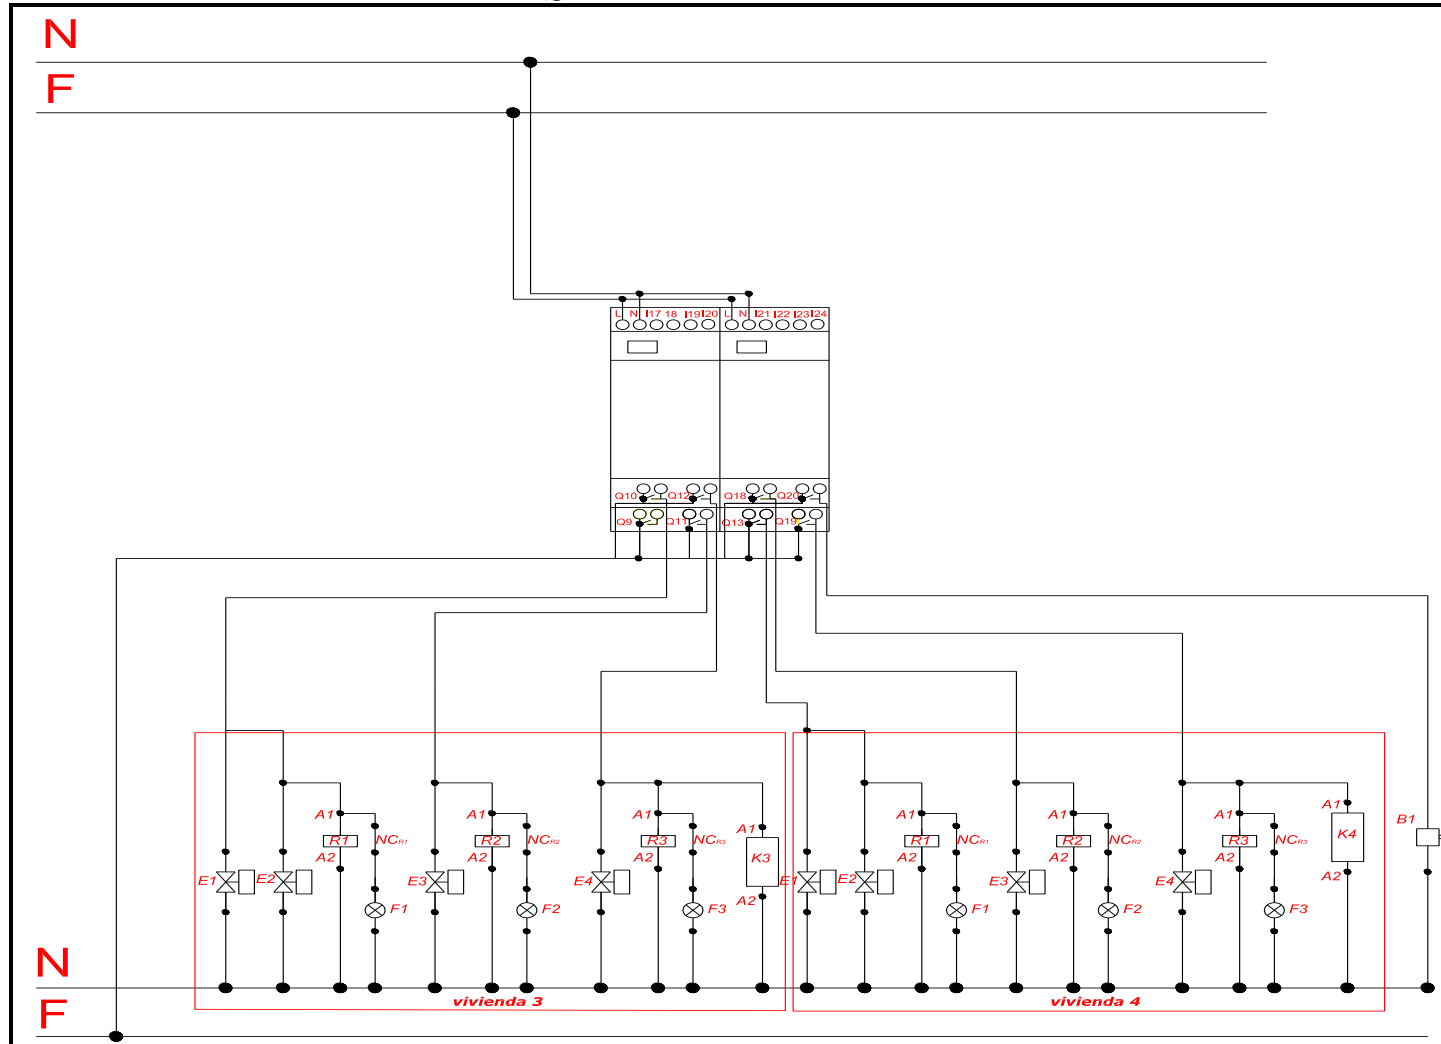 N
F
L N I17 18 I19 I20 L N I21 I22 I23 I24
Q10 Q12 Q18 Q20
Q9 Q11 Q13 Q19
A1 A1 A1 A1 A1 A1 A1 A1 B1
R1 NCR1 R2 NCR2 R3 NCR3 K3 R1 NCR1 R2 NCR2 R3 NCR3 K4
A2 A2 A2 A2 A2 A2 A2 A2
E1 E2 F1 E3 F2 E4 F3 E1 E2 F1 E3 F2 E4 F3
N
vivienda 3 vivienda 4
F